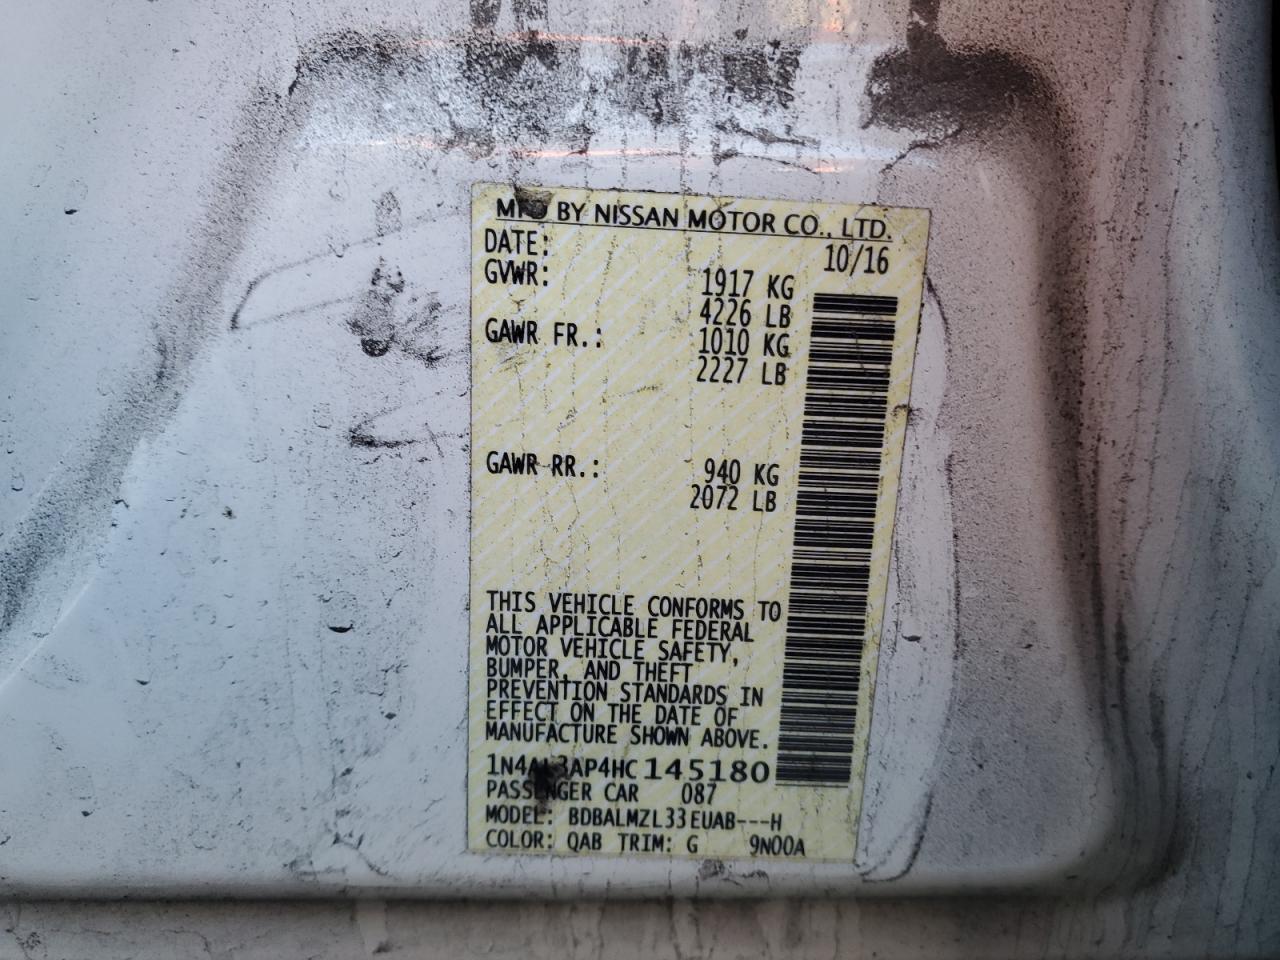 BY NISSAN MOTOR CO., LTD.
DATE: 10/16
GVWR: 1917 KG
4226 LB
GAWR FR.: 1010 KG
2227 LB
GAWR RR.: 940 KG
2072 LB
THIS VEHICLE CONFORMS TO
ALL APPLICABLE FEDERAL
MOTOR VEHICLE SAFETY,
BUMPER, AND THEFT
PREVENTION STANDARDS IN
EFFECT ON THE DATE OF
MANUFACTURE SHOWN ABOVE.
PASSENGER CAR 087
MODEL: BDBALMZL33EUAB---H
COLOR: QAB TRIM: G 9N00A